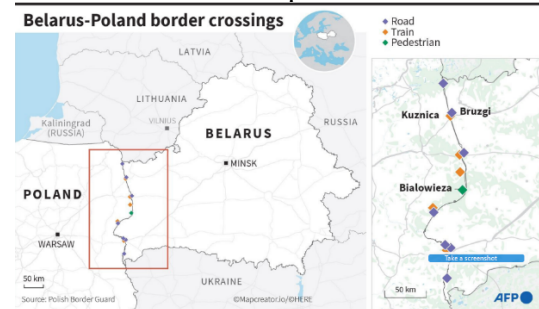 Belarus-Poland border crossings
Road
Train
Pedestrian
LATVIA
LITHUANIA
Kaliningrad
(RUSSIA)
VILNIUS
RUSSIA
BELARUS
MINSK
POLAND
WARSAW
UKRAINE
50 km
Source: Polish Border Guard
©Mapcreator.io/©HERE
Kuznica
Bruzgi
Bialowieza
Take a screenshot
50 km
AFP